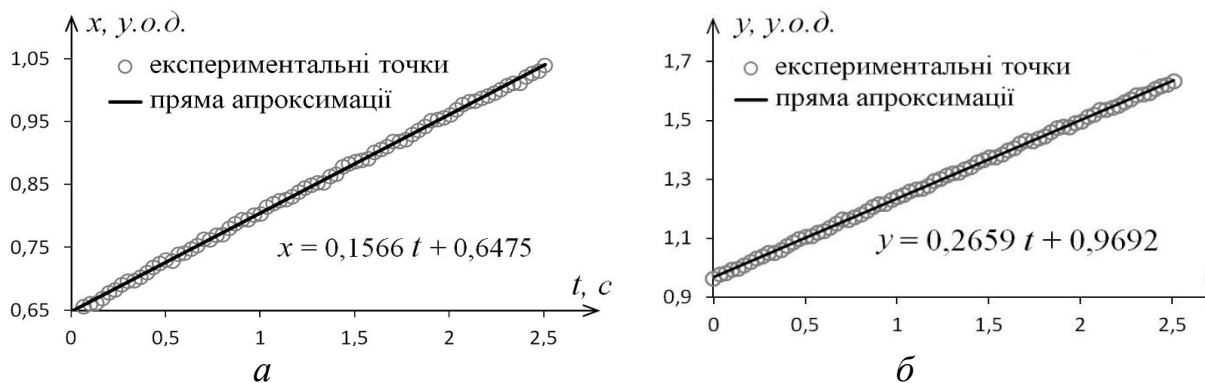 x, у.о.д.
1,05
экспериментальні точки
пряма апроксимації
0,95
0,85
0,75
x = 0,1566 t + 0,6475
t, c
0,65
0
0,5
1
1,5
2
2,5
а
y, у.о.д.
1,7
експериментальні точки
пряма апроксимації
1,5
1,3
1,1
y = 0,2659 t + 0,9692
0,9
0
0,5
1
1,5
2
2,5
б